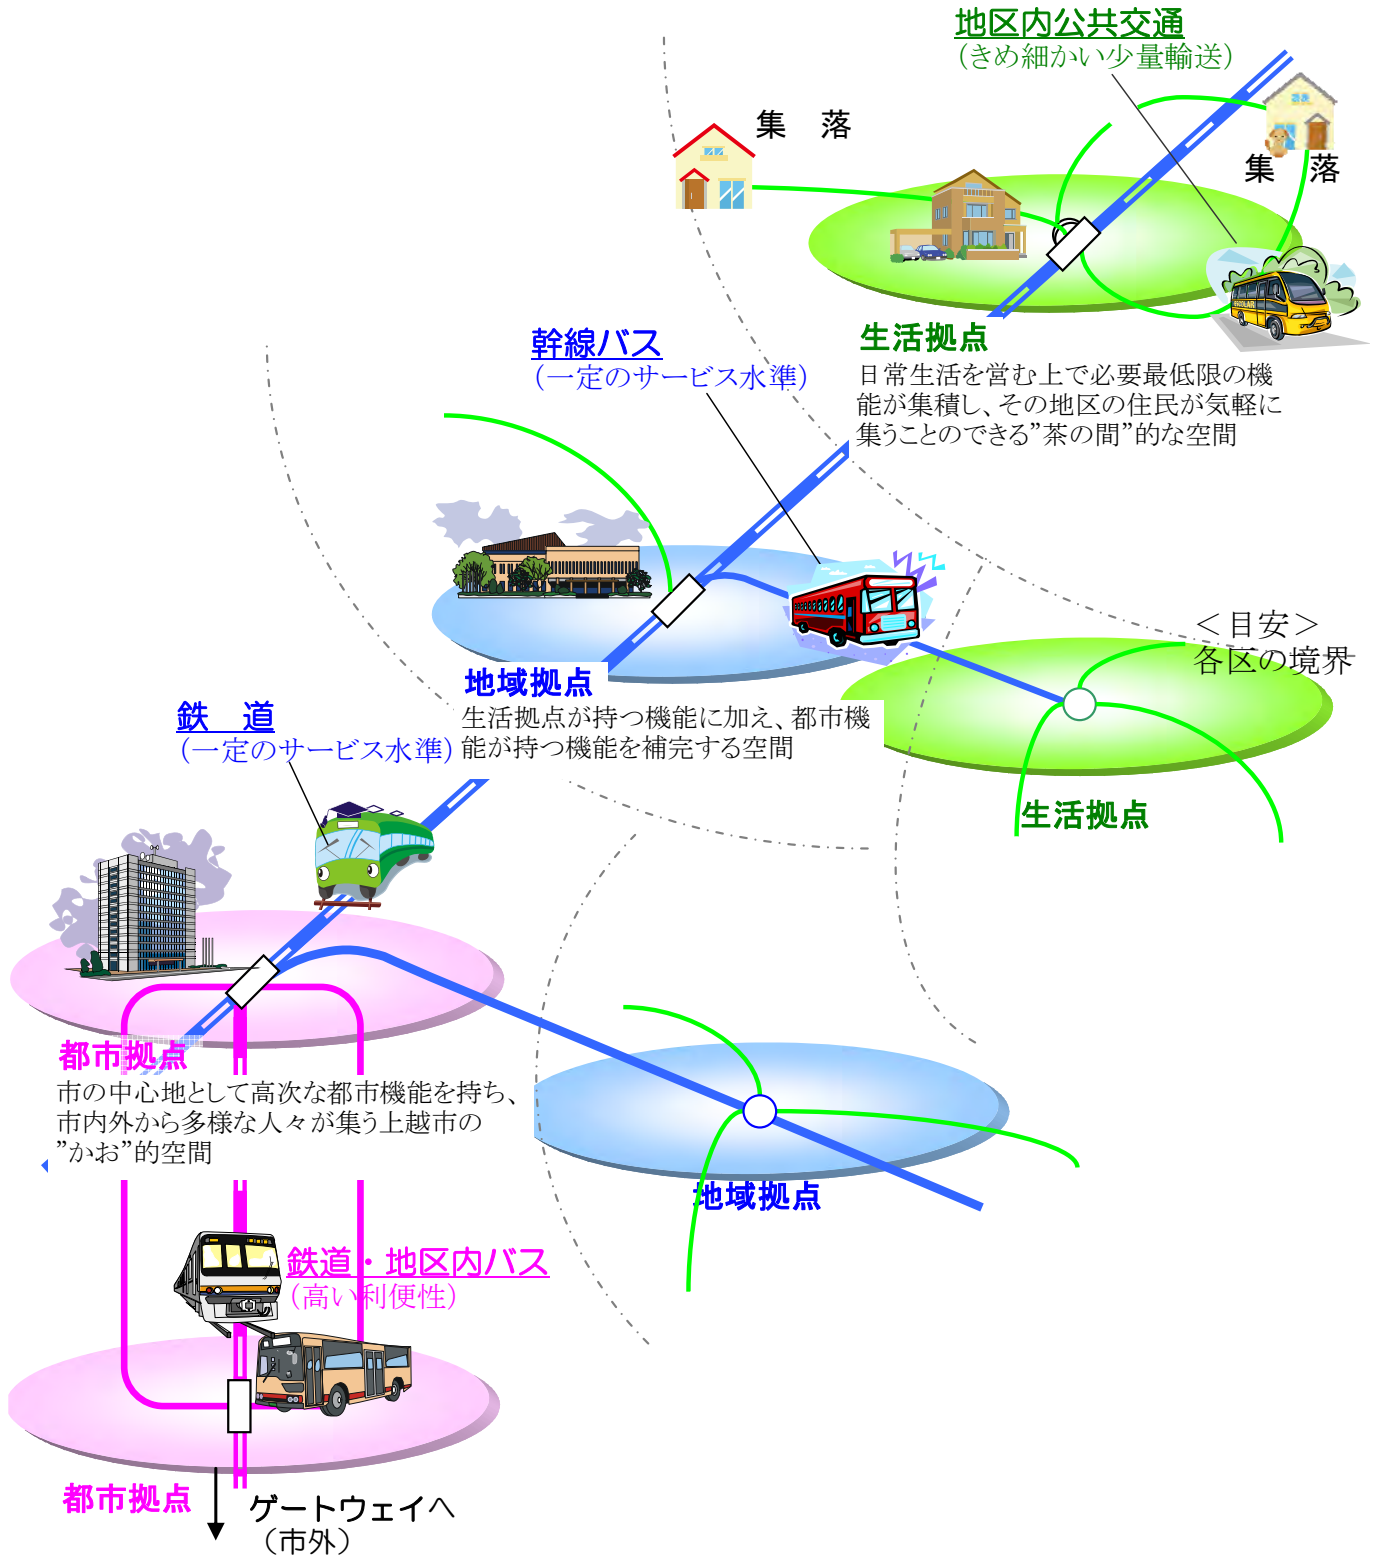 地区内公共交通
（きめ細かい少量輸送）
集　落
集　落
生活拠点
日常生活を営む上で必要最低限の機
能が集積し、その地区の住民が気軽に
集うことのできる”茶の間”的な空間
幹線バス
（一定のサービス水準）
ESCOLAR
＜目安＞
各区の境界
地域拠点
生活拠点が持つ機能に加え、都市機
能が持つ機能を補完する空間
鉄　道
（一定のサービス水準）
生活拠点
都市拠点
市の中心地として高次な都市機能を持ち、
市内外から多様な人々が集う上越市の
”かお”的空間
地域拠点
鉄道・地区内バス
（高い利便性）
都市拠点
ゲートウェイへ
（市外）